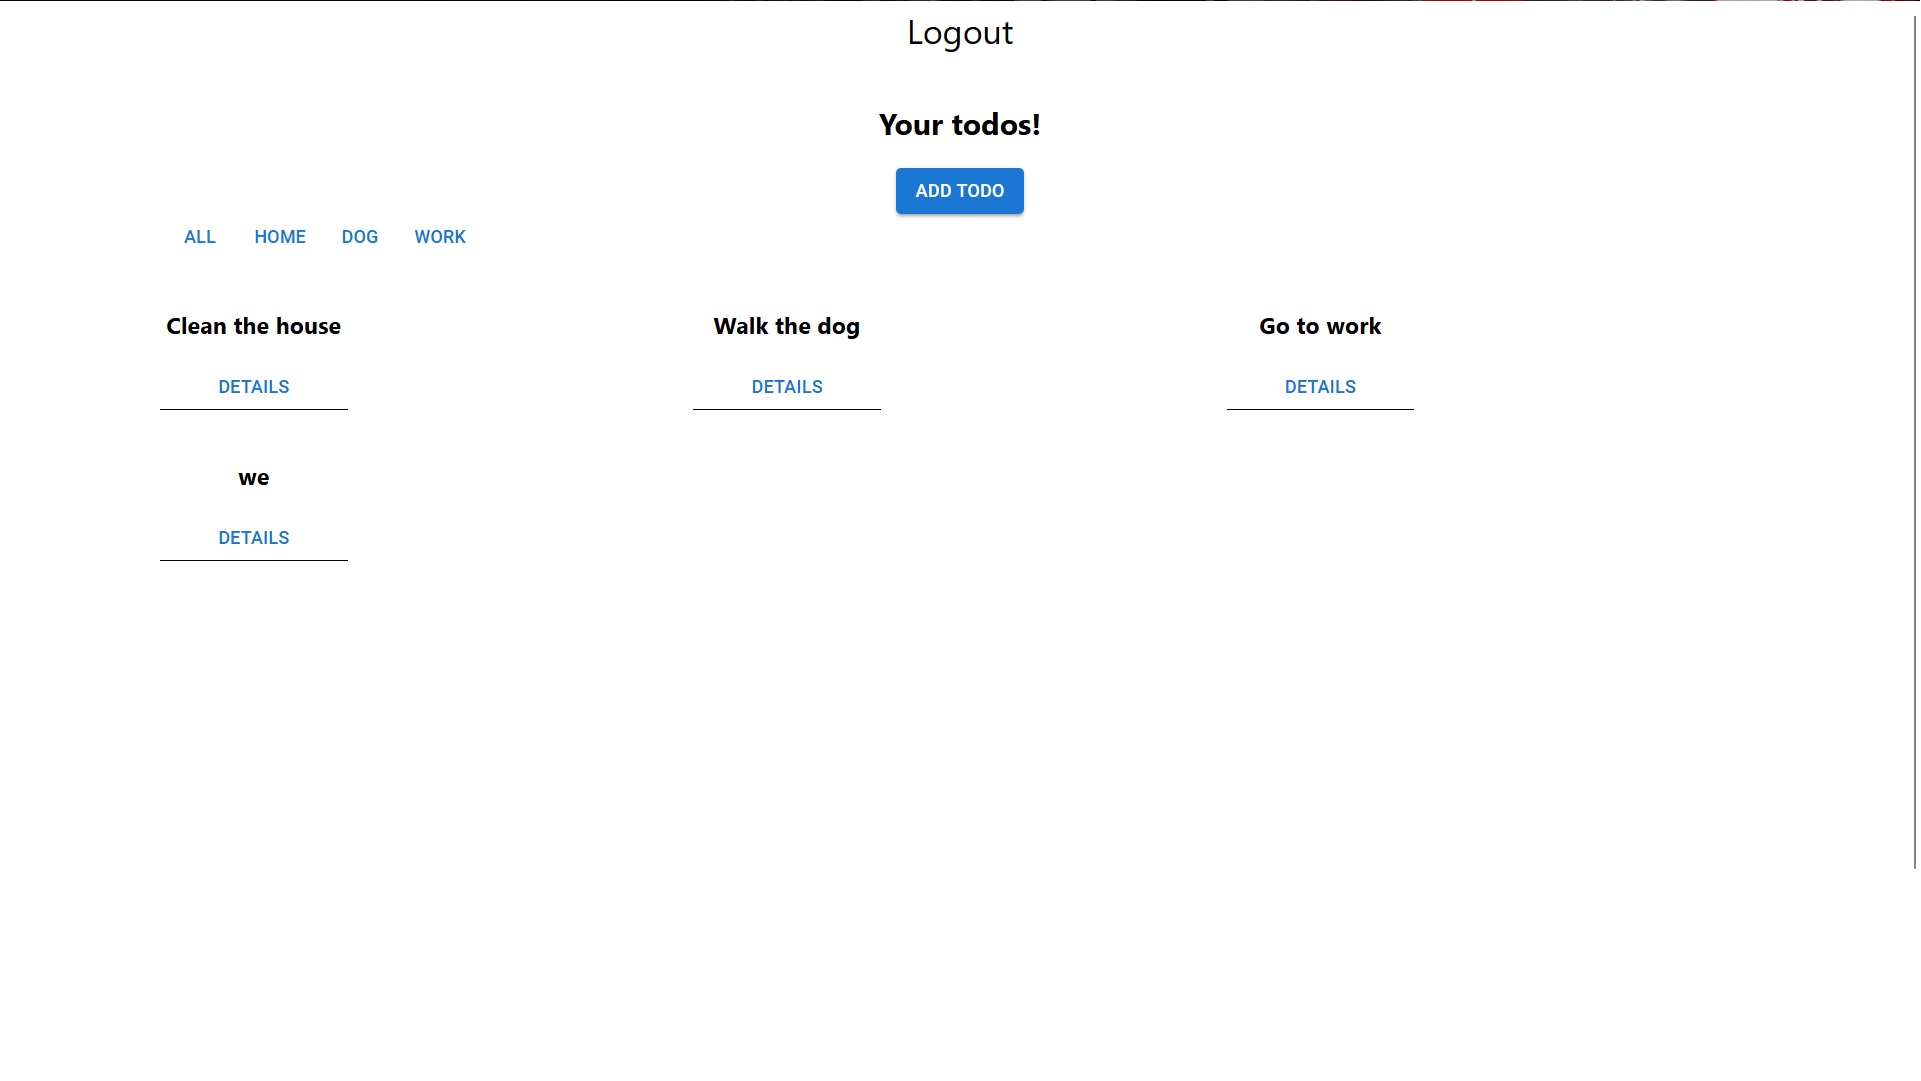 Logout
Your todos!
ADD TODO
ALL HOME DOG WORK
Clean the house
DETAILS
Walk the dog
DETAILS
Go to work
DETAILS
we
DETAILS